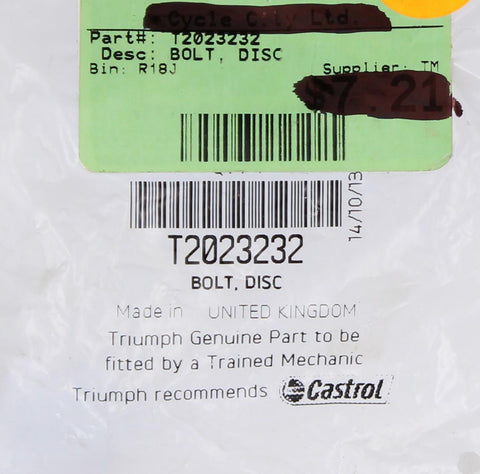 Cycle City Ltd.
Part#: T2023232
Desc: BOLT, DISC
Bin: R18J Supplier: TM
$7.21
14/10/13
T2023232
BOLT, DISC
Made in UNITED KINGDOM
Triumph Genuine Part to be
fitted by a Trained Mechanic
Triumph recommends Castrol